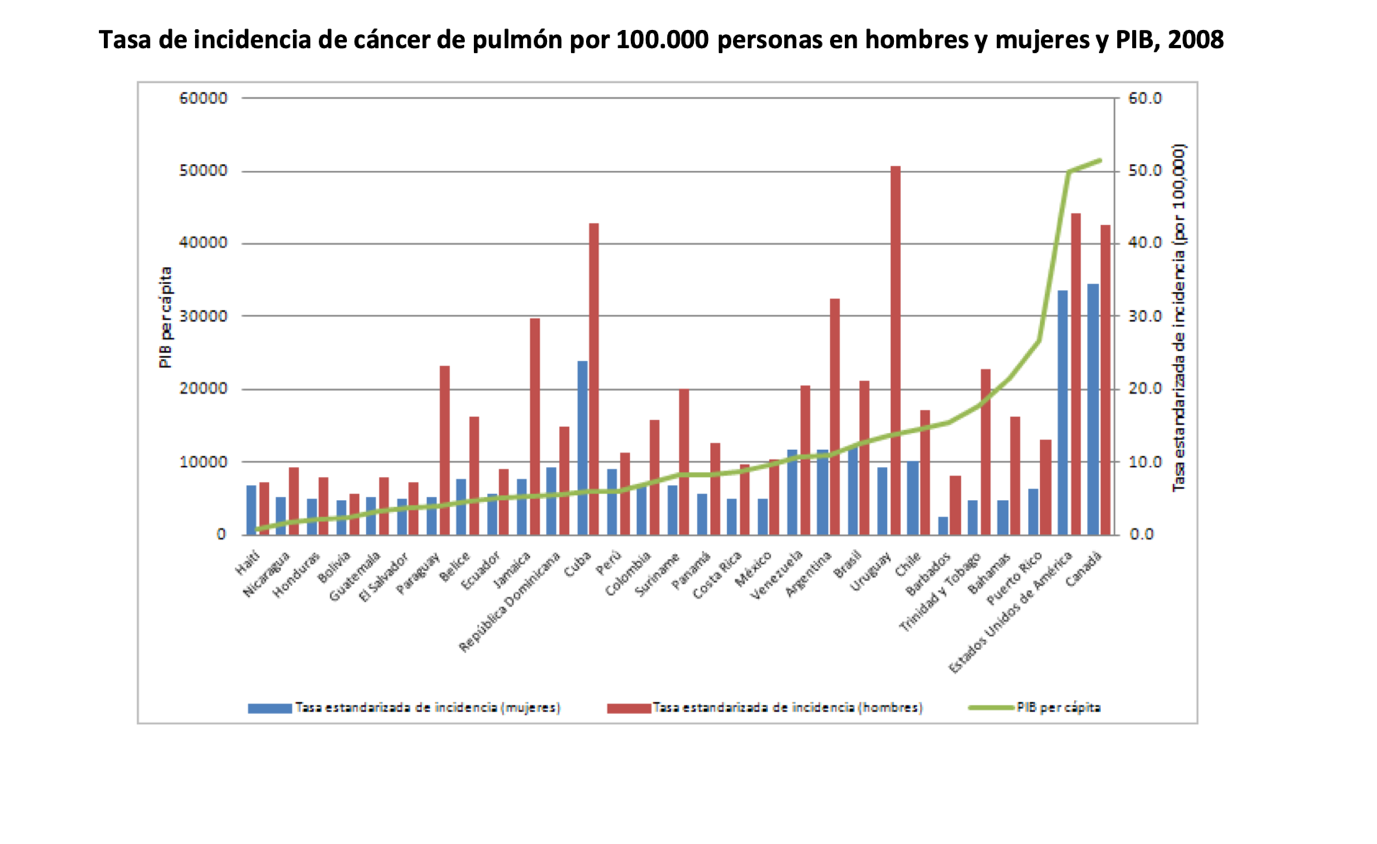 Tasa de incidencia de cáncer de pulmón por 100.000 personas en hombres y mujeres y PIB, 2008
PIB per cápita
60000
50000
40000
30000
20000
10000
0
60.0
50.0
40.0
30.0
20.0
10.0
0.0
Tasa estandarizada de incidencia (por 100,000)
Haití
Nicaragua
Honduras
Bolivia
Guatemala
El Salvador
Paraguay
Belice
Ecuador
Jamaica
República Dominicana
Cuba
Perú
Colombia
Suriname
Panamá
Costa Rica
México
Venezuela
Argentina
Brasil
Uruguay
Chile
Barbados
Trinidad y Tobago
Bahamas
Puerto Rico
Estados Unidos de América
Canadá
Tasa estandarizada de incidencia (mujeres)
Tasa estandarizada de incidencia (hombres)
PIB per cápita